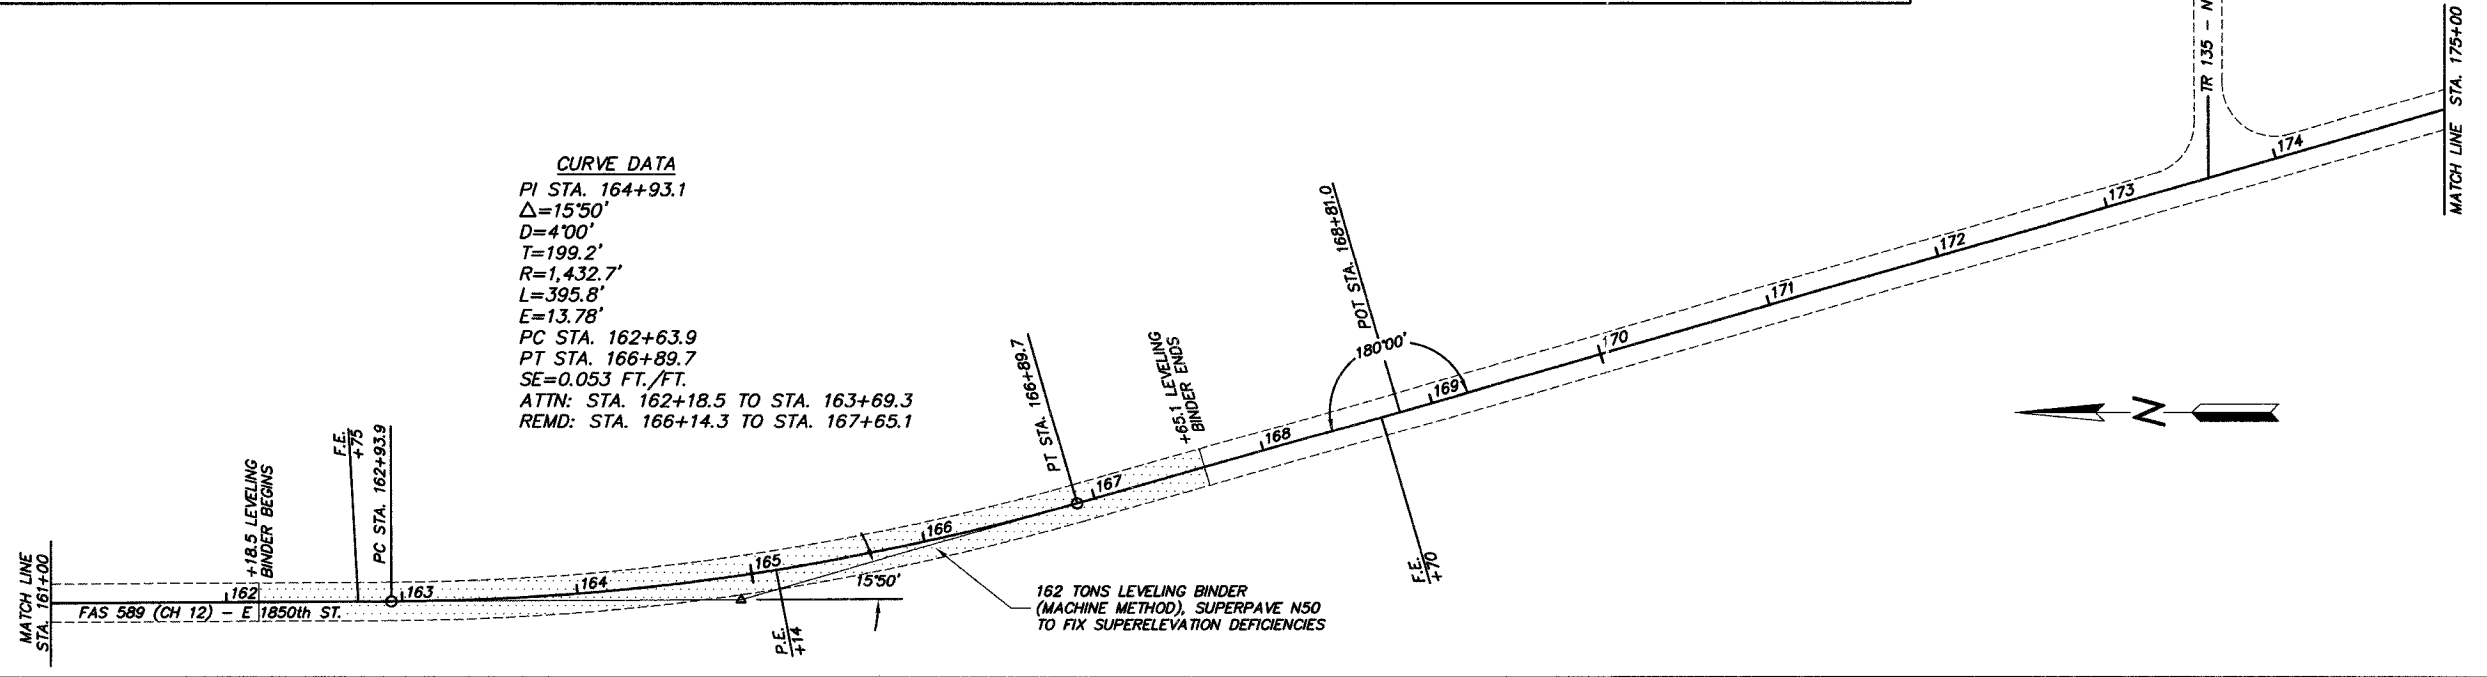 CURVE DATA
PI STA. 164+93.1
Δ=15°50'
D=4°00'
T=199.2'
R=1,432.7'
L=395.8'
E=13.78'
PC STA. 162+63.9
PT STA. 166+89.7
SE=0.053 FT./FT.
ATTN: STA. 162+18.5 TO STA. 163+69.3
REMD: STA. 166+14.3 TO STA. 167+65.1
MATCH LINE
STA. 161+00
FAS 589 (CH 12) - E 1850th ST.
162
+18.5 LEVELING
BINDER BEGINS
F.E.
+75
PC STA. 162+93.9
163
164
165
P.E.
+14
15°50'
166
162 TONS LEVELING BINDER
(MACHINE METHOD), SUPERPAVE N50
TO FIX SUPERELEVATION DEFICIENCIES
PT STA. 166+89.7
167
+65.1 LEVELING
BINDER ENDS
168
POT STA. 168+81.0
180°00'
169
F.E.
+70
170
171
172
173
TR 135 - N
174
MATCH LINE STA. 175+00
N